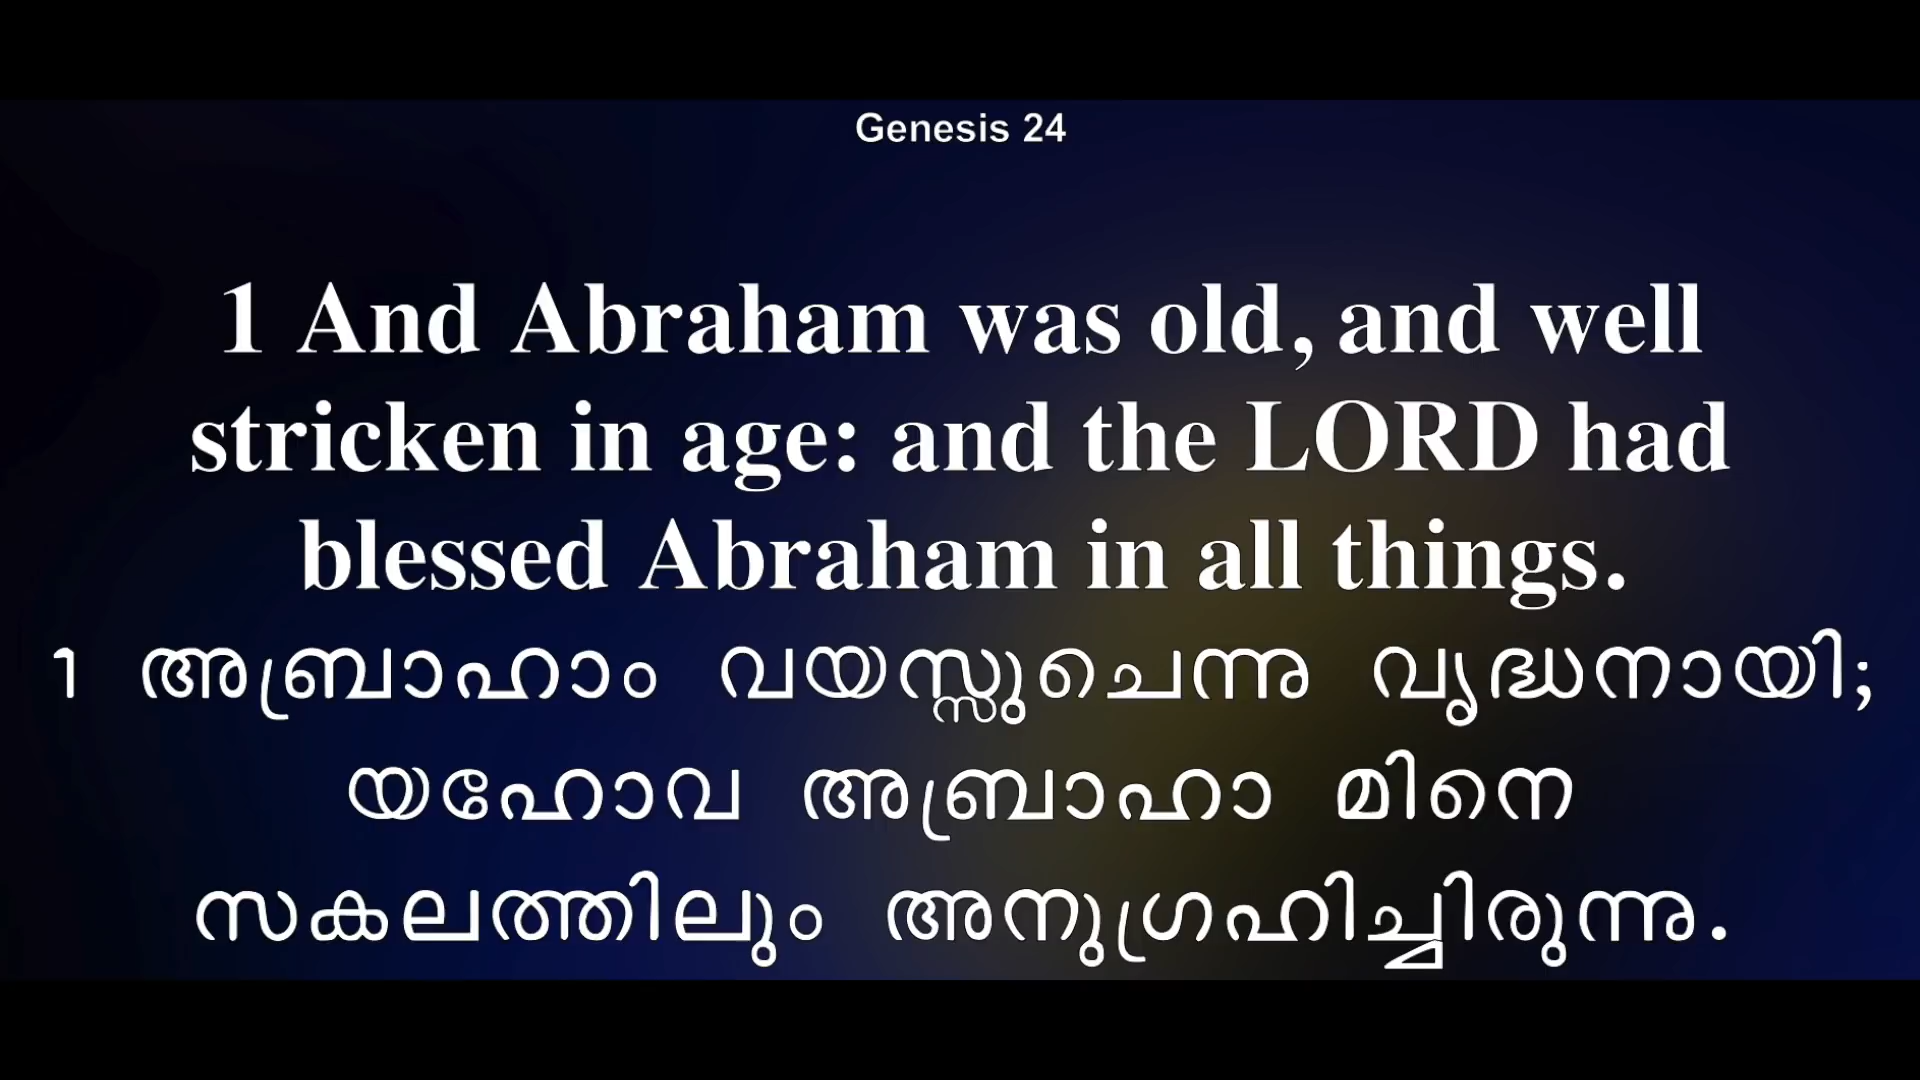 Genesis 24
1 And Abraham was old, and well
stricken in age: and the LORD had
blessed Abraham in all things.
1 അബ്രാഹാം വയസ്സുചെന്നു വൃദ്ധനായി;
യഹോവ അബ്രാഹാ മിനെ
സകലത്തിലും അനുഗ്രഹിച്ചിരുന്നു.